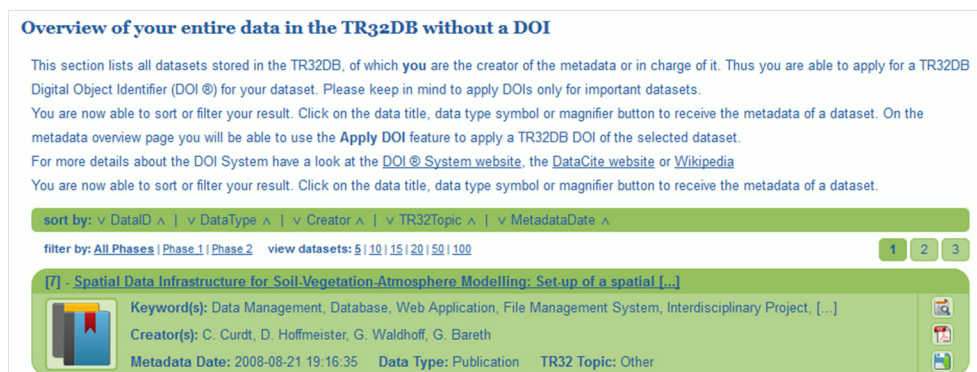 Overview of your entire data in the TR32DB without a DOI
This section lists all datasets stored in the TR32DB, of which you are the creator of the metadata or in charge of it. Thus you are able to apply for a TR32DB
Digital Object Identifier (DOI ®) for your dataset. Please keep in mind to apply DOIs only for important datasets.
You are now able to sort or filter your result. Click on the data title, data type symbol or magnifier button to receive the metadata of a dataset. On the
metadata overview page you will be able to use the Apply DOI feature to apply a TR32DB DOI of the selected dataset.
For more details about the DOI System have a look at the DOI ® System website, the DataCite website or Wikipedia
You are now able to sort or filter your result. Click on the data title, data type symbol or magnifier button to receive the metadata of a dataset.
sort by: ∨ DataID ∧ | ∨ DataType ∧ | ∨ Creator ∧ | ∨ TR32Topic ∧ | ∨ MetadataDate ∧
filter by: All Phases | Phase 1 | Phase 2 view datasets: 5 | 10 | 15 | 20 | 50 | 100 1 2 3
[7] - Spatial Data Infrastructure for Soil-Vegetation-Atmosphere Modelling: Set-up of a spatial [...]
Keyword(s): Data Management, Database, Web Application, File Management System, Interdisciplinary Project, [...]
Creator(s): C. Curdt, D. Hoffmeister, G. Waldhoff, G. Bareth
Metadata Date: 2008-08-21 19:16:35 Data Type: Publication TR32 Topic: Other